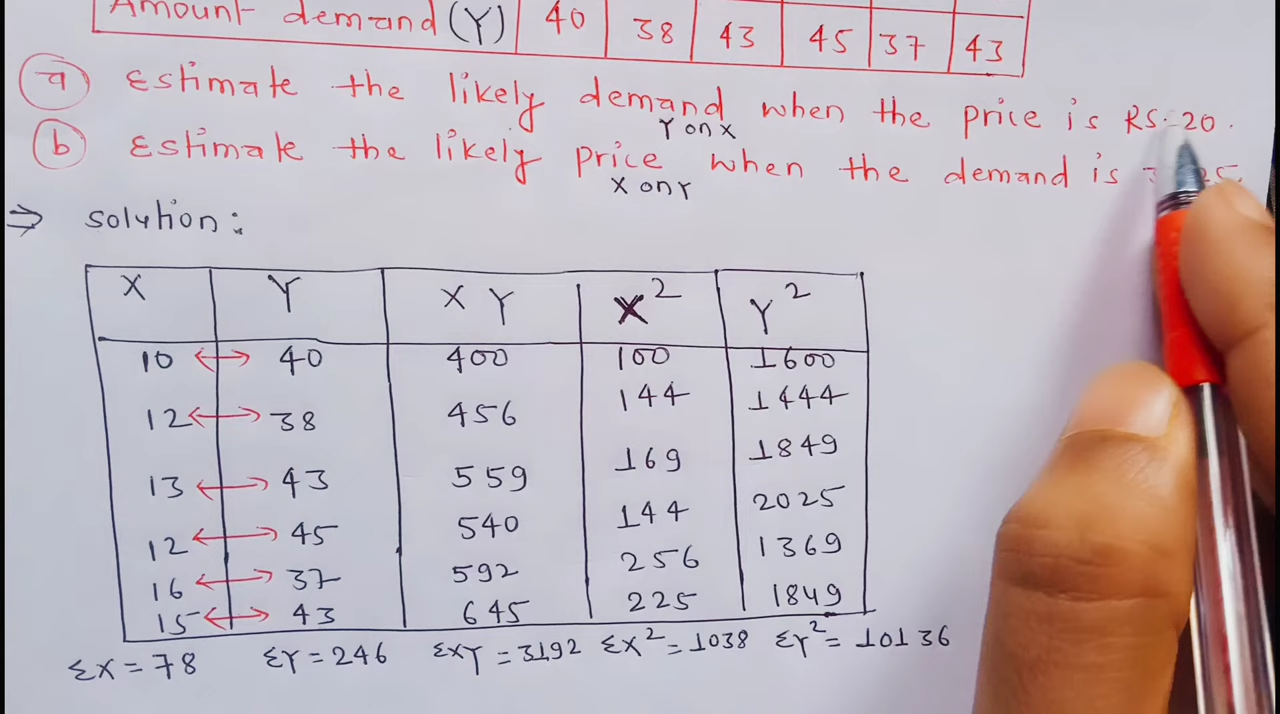 Amount demand (Y) 40 38 43 45 37 43
a Estimate the likely demand when the price is RS. 20.
Y on X
b Estimate the likely price when the demand is
X on Y
⇒ solution:
X Y XY X² Y²
10 ↔ 40 400 100 1600
12 ↔ 38 456 144 1444
13 ↔ 43 559 169 1849
12 ↔ 45 540 144 2025
16 ↔ 37 592 256 1369
15 ↔ 43 645 225 1849
ΣX = 78 ΣY = 246 ΣXY = 3192 ΣX² = 1038 ΣY² = 10136